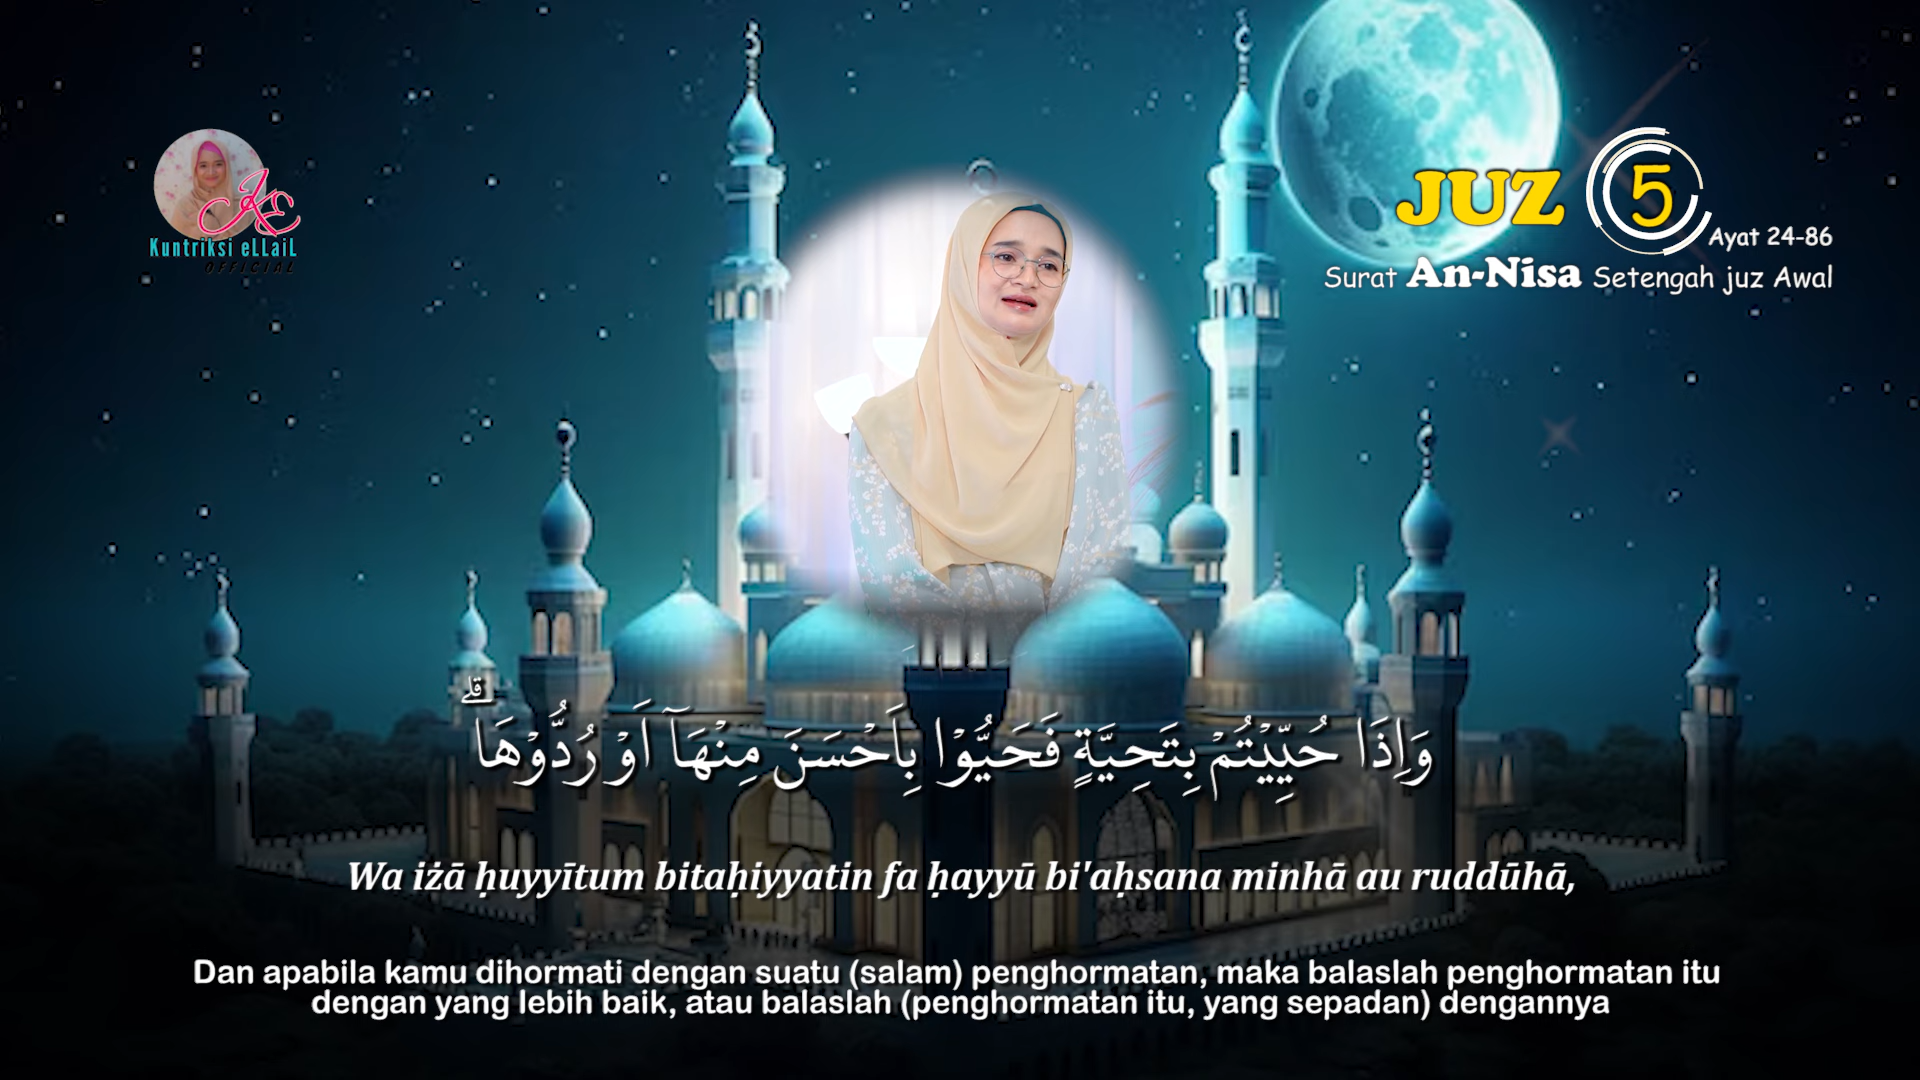 Kuntriksi eLLaiL
OFFICIAL
JUZ 5
Ayat 24-86
Surat An-Nisa Setengah juz Awal
وَاِذَا حُيِّيْتُمْ بِتَحِيَّةٍ فَحَيُّوْا بِاَحْسَنَ مِنْهَآ اَوْ رُدُّوْهَا ۗ
Wa iżā ḥuyyītum bitaḥiyyatin fa ḥayyū bi'aḥsana minhā au ruddūhā,
Dan apabila kamu dihormati dengan suatu (salam) penghormatan, maka balaslah penghormatan itu
dengan yang lebih baik, atau balaslah (penghormatan itu, yang sepadan) dengannya